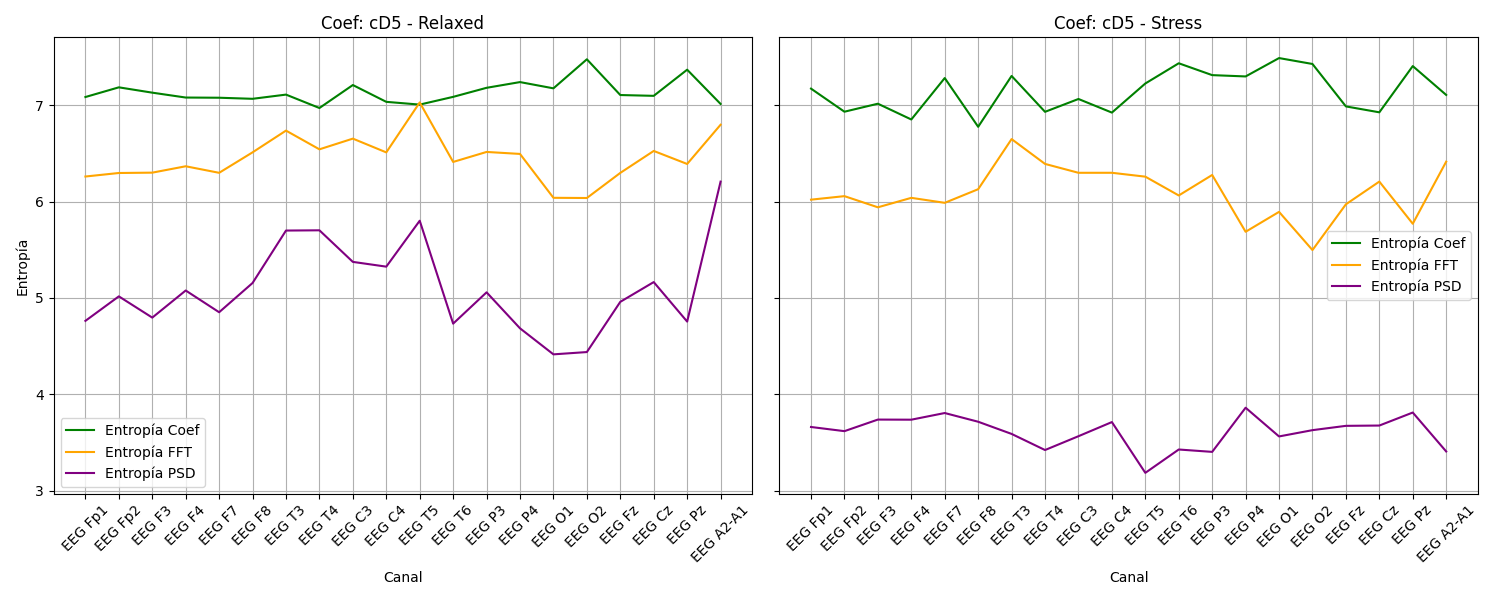 Coef: cD5 - Relaxed
Entropía
7
6
5
4
3
Entropía Coef
Entropía FFT
Entropía PSD
EEG Fp1
EEG Fp2
EEG F3
EEG F4
EEG F7
EEG F8
EEG T3
EEG T4
EEG C3
EEG C4
EEG T5
EEG T6
EEG P3
EEG P4
EEG O1
EEG O2
EEG Fz
EEG Cz
EEG Pz
EEG A2-A1
Canal
Coef: cD5 - Stress
Entropía Coef
Entropía FFT
Entropía PSD
EEG Fp1
EEG Fp2
EEG F3
EEG F4
EEG F7
EEG F8
EEG T3
EEG T4
EEG C3
EEG C4
EEG T5
EEG T6
EEG P3
EEG P4
EEG O1
EEG O2
EEG Fz
EEG Cz
EEG Pz
EEG A2-A1
Canal